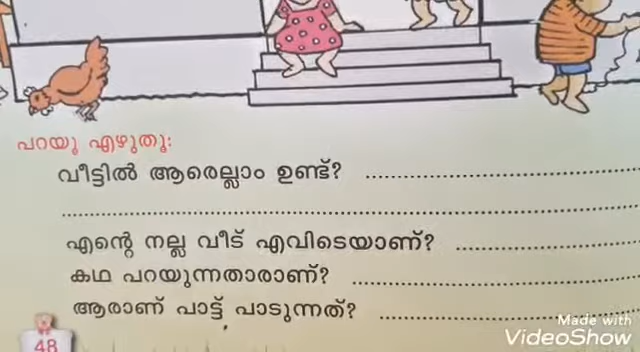 പറയൂ എഴുതൂ:
വീട്ടിൽ ആരെല്ലാം ഉണ്ട്? ........................
................................................
എന്റെ നല്ല വീട് എവിടെയാണ്? ........................
കഥ പറയുന്നതാരാണ്? ........................
ആരാണ് പാട്ട് പാടുന്നത്? ........................
48
Made with
VideoShow